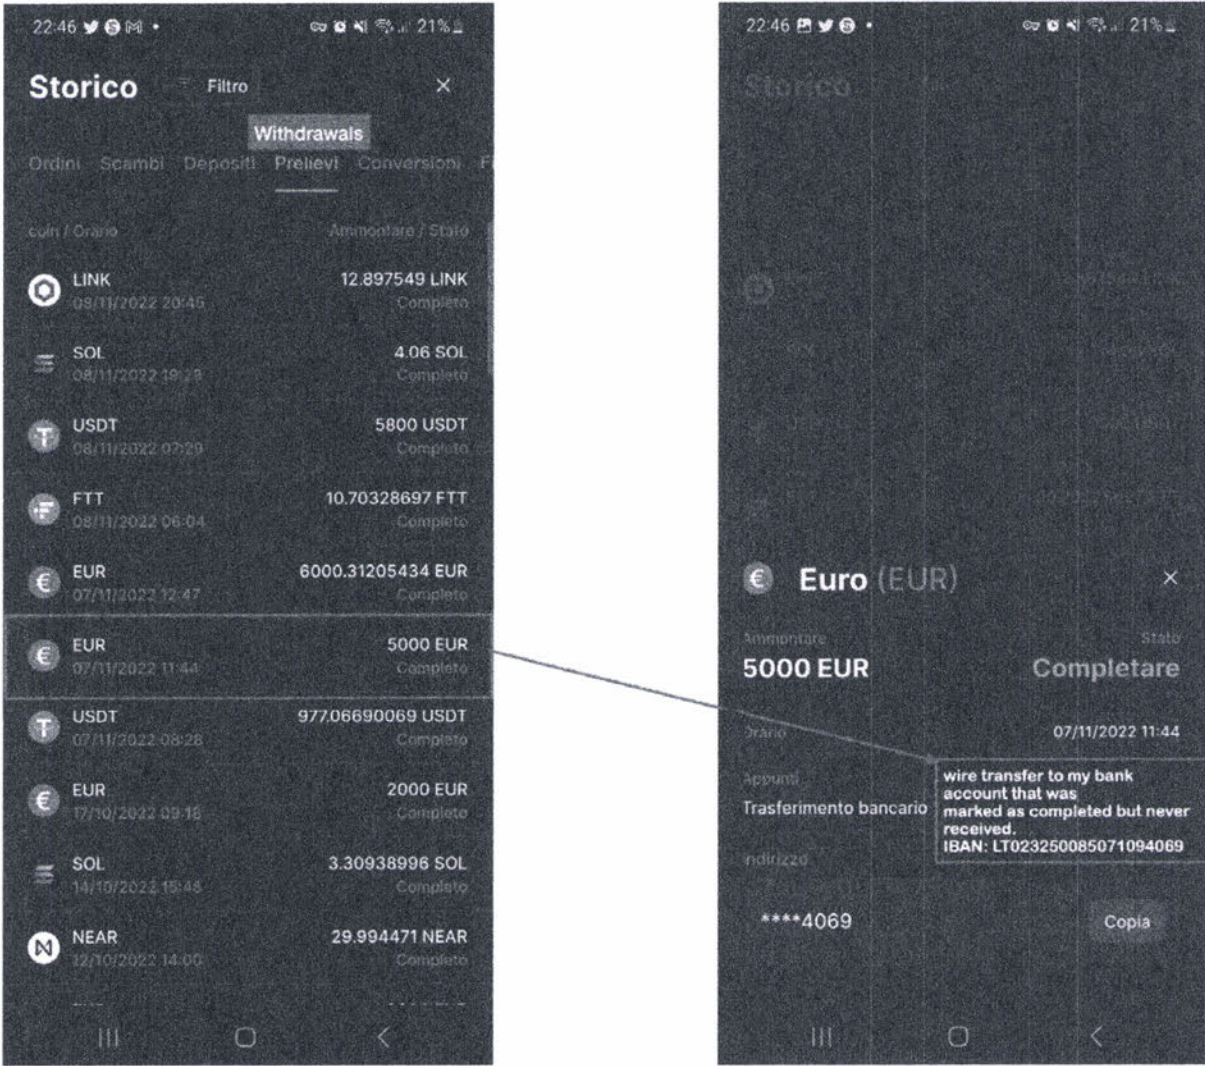 22:46 21%
Storico Filtro ×
Withdrawals
Ordini Scambi Depositi Prelievi Conversioni F
coin / Orario Ammontare / Stato
LINK 12.897549 LINK
08/11/2022 20:45 Completo
SOL 4.06 SOL
08/11/2022 19:23 Completo
USDT 5800 USDT
08/11/2022 07:29 Completo
FTT 10.70328697 FTT
08/11/2022 06:04 Completo
EUR 6000.31205434 EUR
07/11/2022 12:47 Completo
EUR 5000 EUR
07/11/2022 11:44 Completo
USDT 977.06690069 USDT
07/11/2022 08:28 Completo
EUR 2000 EUR
17/10/2022 09:18 Completo
SOL 3.30938996 SOL
14/10/2022 15:48 Completo
NEAR 29.994471 NEAR
12/10/2022 14:00 Completo
22:46 21%
Storico
Euro (EUR) ×
Ammontare Stato
5000 EUR Completare
Orario 07/11/2022 11:44
Appunti
Trasferimento bancario
wire transfer to my bank
account that was
marked as completed but never
received.
IBAN: LT023250085071094069
Indirizzo
****4069 Copia